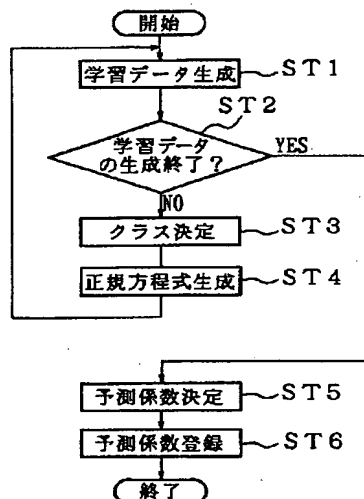 開始
学習データ生成 ST1
ST2
学習データ
の生成終了？ YES
NO
クラス決定 ST3
正規方程式生成 ST4
予測係数決定 ST5
予測係数登録 ST6
終了